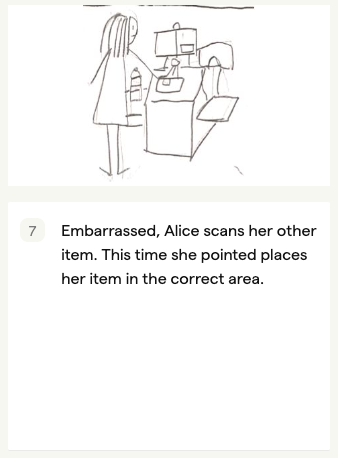 7
Embarrassed, Alice scans her other
item. This time she pointed places
her item in the correct area.